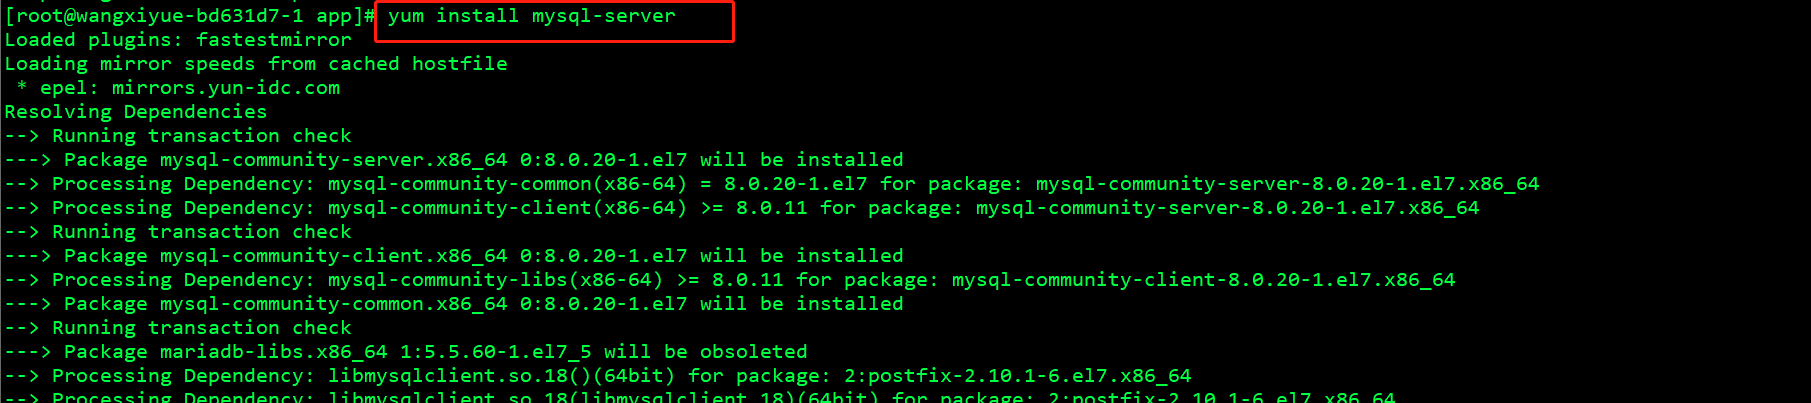 [root@wangxiyue-bd631d7-1 app]# yum install mysql-server
Loaded plugins: fastestmirror
Loading mirror speeds from cached hostfile
 * epel: mirrors.yun-idc.com
Resolving Dependencies
--> Running transaction check
---> Package mysql-community-server.x86_64 0:8.0.20-1.el7 will be installed
--> Processing Dependency: mysql-community-common(x86-64) = 8.0.20-1.el7 for package: mysql-community-server-8.0.20-1.el7.x86_64
--> Processing Dependency: mysql-community-client(x86-64) >= 8.0.11 for package: mysql-community-server-8.0.20-1.el7.x86_64
--> Running transaction check
---> Package mysql-community-client.x86_64 0:8.0.20-1.el7 will be installed
--> Processing Dependency: mysql-community-libs(x86-64) >= 8.0.11 for package: mysql-community-client-8.0.20-1.el7.x86_64
---> Package mysql-community-common.x86_64 0:8.0.20-1.el7 will be installed
--> Running transaction check
---> Package mariadb-libs.x86_64 1:5.5.60-1.el7_5 will be obsoleted
--> Processing Dependency: libmysqlclient.so.18()(64bit) for package: 2:postfix-2.10.1-6.el7.x86_64
--> Processing Dependency: libmysqlclient.so.18(libmysqlclient_18)(64bit) for package: 2:postfix-2.10.1-6.el7.x86_64